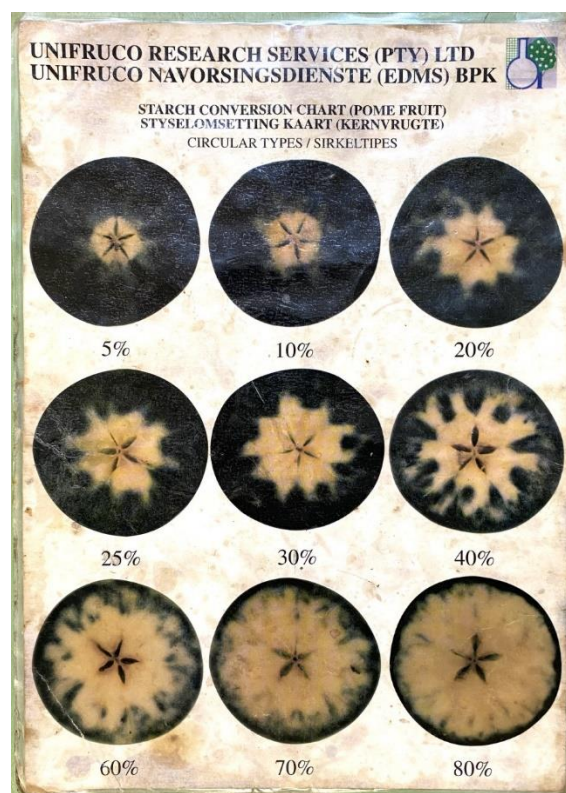 UNIFRUCO RESEARCH SERVICES (PTY) LTD
UNIFRUCO NAVORSINGSDIENSTE (EDMS) BPK
STARCH CONVERSION CHART (POME FRUIT)
STYSELOMSETTING KAART (KERNVRUGTE)
CIRCULAR TYPES / SIRKELTIPES
5% 10% 20%
25% 30% 40%
60% 70% 80%